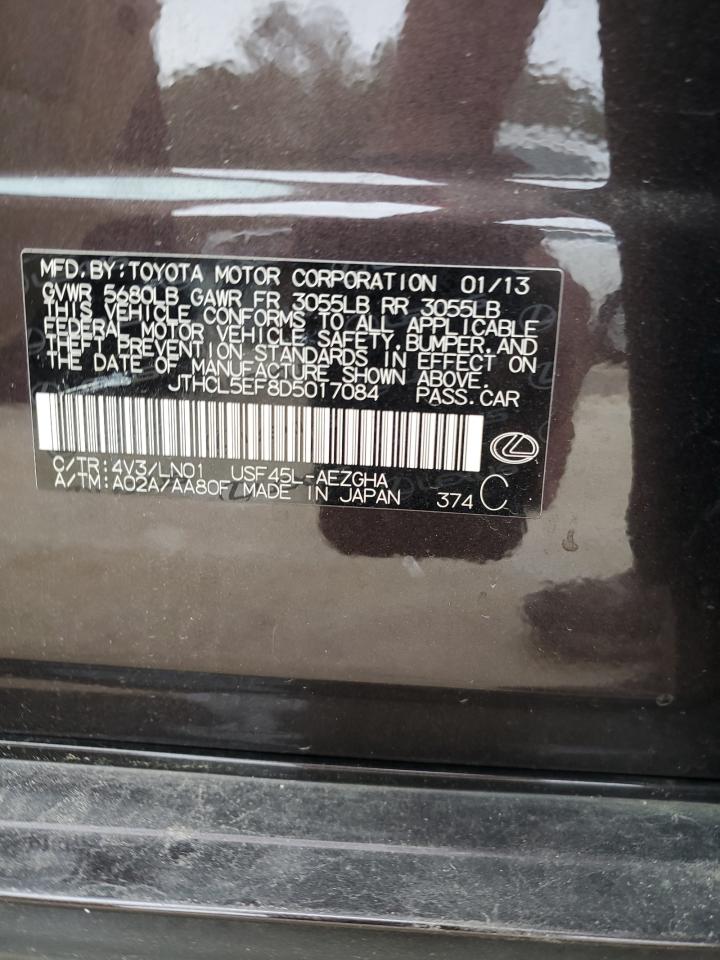 MFD.BY:TOYOTA MOTOR CORPORATION 01/13
GVWR 5680LB GAWR FR 3055LB RR 3055LB
THIS VEHICLE CONFORMS TO ALL APPLICABLE
FEDERAL MOTOR VEHICLE SAFETY,BUMPER,AND
THEFT PREVENTION STANDARDS IN EFFECT ON
THE DATE OF MANUFACTURE SHOWN ABOVE.
JTHCL5EF8D5017084 PASS.CAR
C/TR:4V3/LN01 USF45L-AEZGHA
A/TM:A02A/AA80F MADE IN JAPAN 374 C